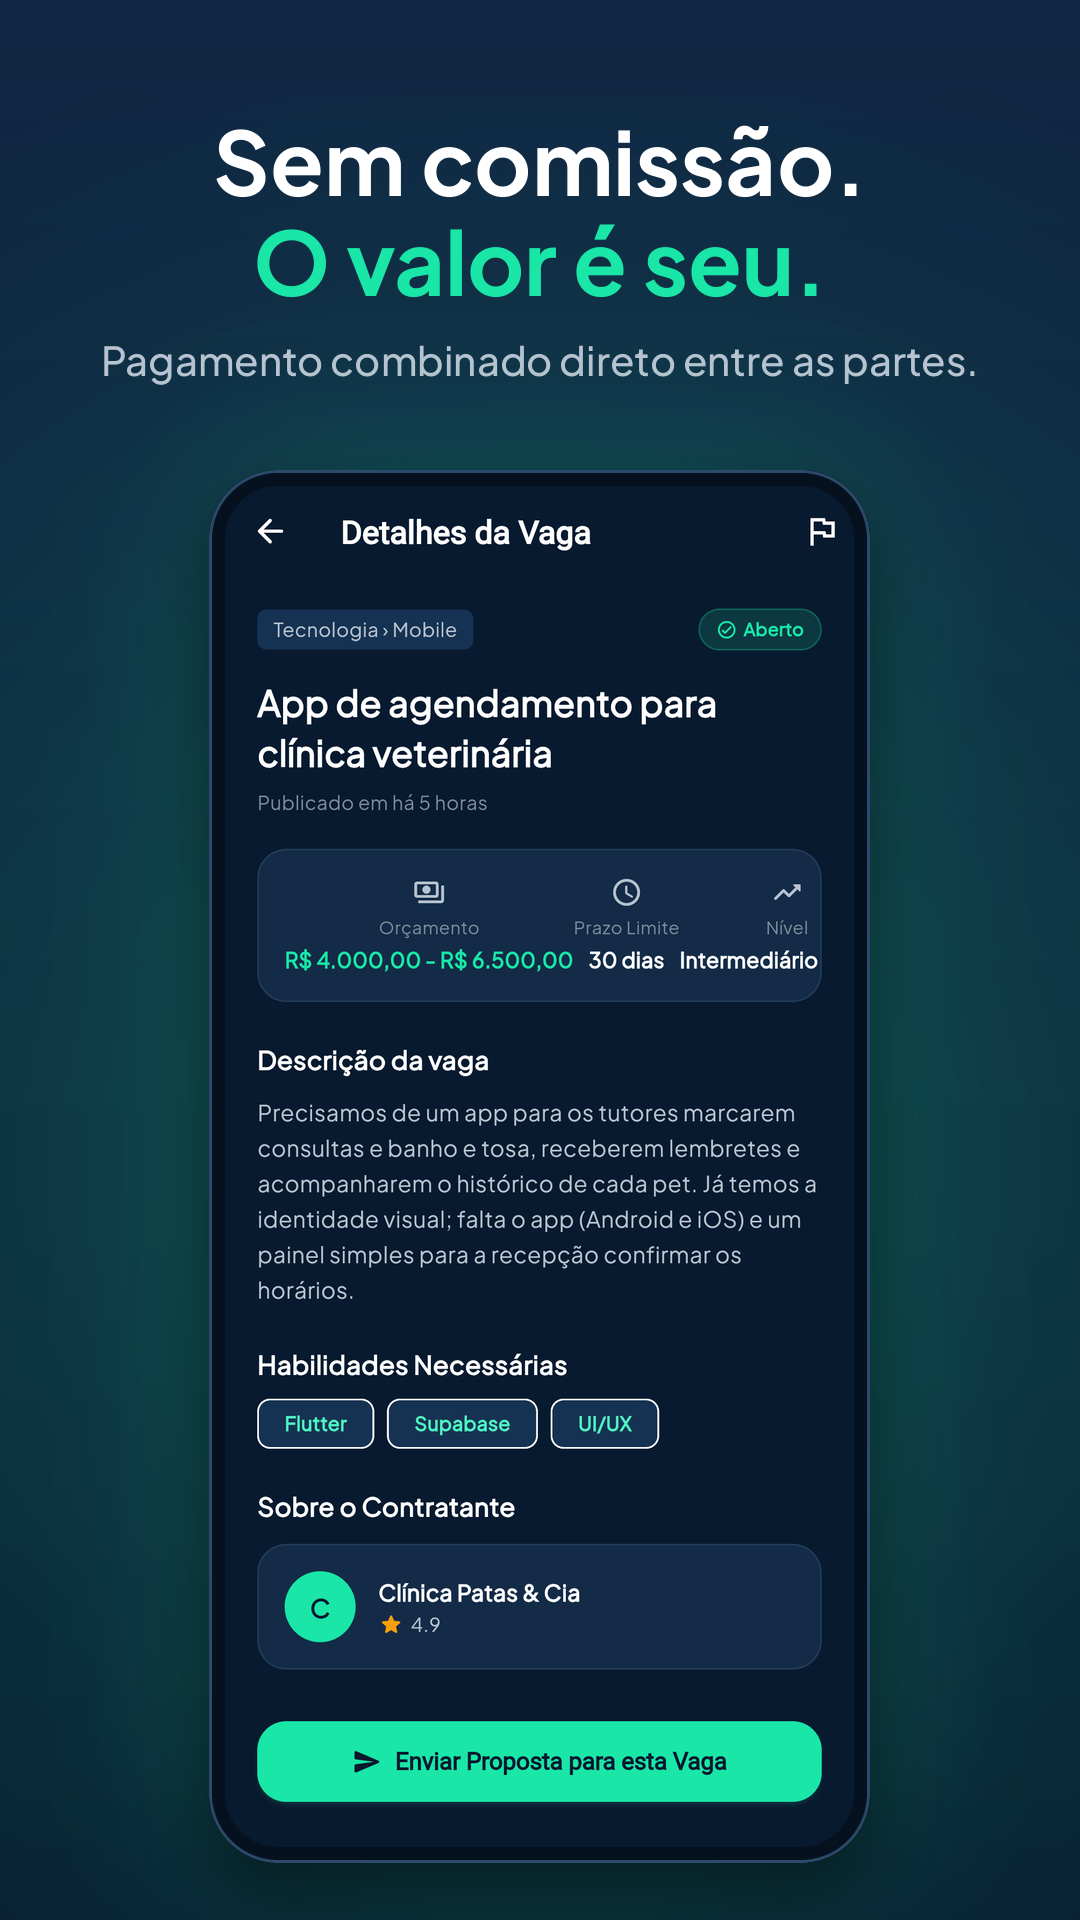 Sem comissão.
O valor é seu.
Pagamento combinado direto entre as partes.
Detalhes da Vaga
Tecnologia › Mobile
Aberto
App de agendamento para
clínica veterinária
Publicado em há 5 horas
Orçamento
R$ 4.000,00 - R$ 6.500,00
Prazo Limite
30 dias
Nível
Intermediário
Descrição da vaga
Precisamos de um app para os tutores marcarem
consultas e banho e tosa, receberem lembretes e
acompanharem o histórico de cada pet. Já temos a
identidade visual; falta o app (Android e iOS) e um
painel simples para a recepção confirmar os
horários.
Habilidades Necessárias
Flutter
Supabase
UI/UX
Sobre o Contratante
C
Clínica Patas & Cia
4.9
Enviar Proposta para esta Vaga